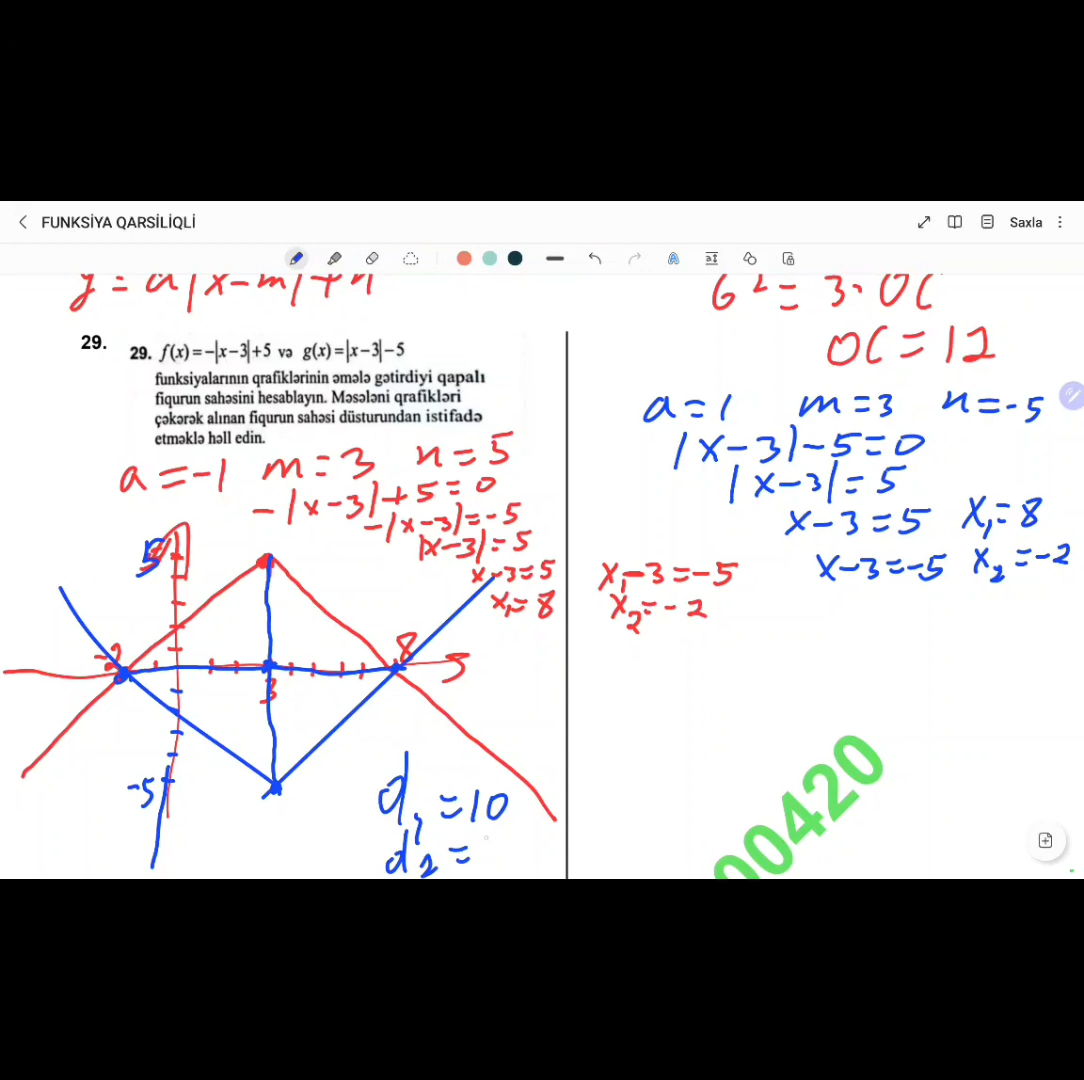 FUNKSİYA QARSİLİQLİ
Saxla
y = a|x-m|+n
29.
29. f(x)=-|x-3|+5 və g(x)=|x-3|-5
funksiyalarının qrafiklərinin əmələ gətirdiyi qapalı
fiqurun sahəsini hesablayın. Məsələni qrafikləri
çəkərək alınan fiqurun sahəsi düsturundan istifadə
etməklə həll edin.
a=-1 m=3 n=5
-|x-3|+5=0
-|x-3|=-5
|x-3|=5
x-3=5
x₁=8
x₁-3=-5
x₂=-2
5
-2
3
8
-5
d₁=10
d₂=
6²=3·OC
OC=12
a=1 m=3 n=-5
|x-3|-5=0
|x-3|=5
x-3=5 x₁=8
x-3=-5 x₂=-2
00420